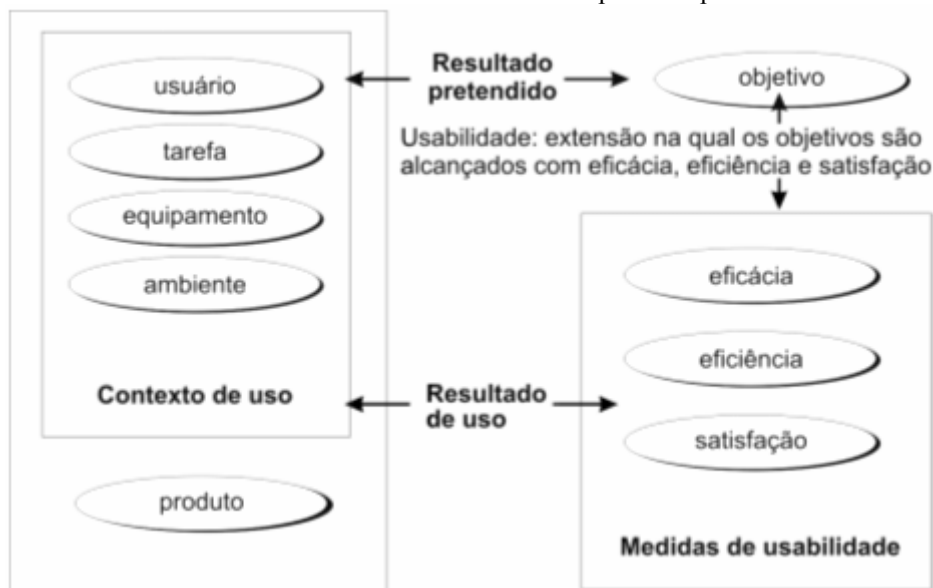 usuário
tarefa
equipamento
ambiente
Contexto de uso
produto
Resultado
pretendido
objetivo
Usabilidade: extensão na qual os objetivos são
alcançados com eficácia, eficiência e satisfação
Resultado
de uso
eficácia
eficiência
satisfação
Medidas de usabilidade